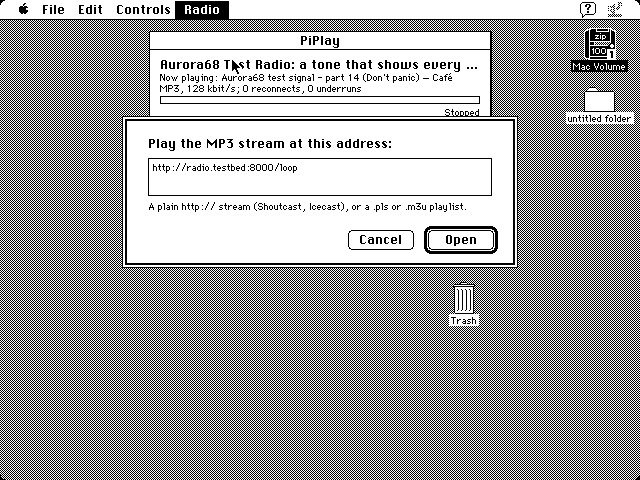 File Edit Controls Radio
PiPlay
Aurora68 Test Radio: a tone that shows every ...
Now playing: Aurora68 test signal - part 14 (Don't panic) — Café
MP3, 128 kbit/s; 0 reconnects, 0 underruns
Stopped
Play the MP3 stream at this address:
http://radio.testbed:8000/loop
A plain http:// stream (Shoutcast, Icecast), or a .pls or .m3u playlist.
Cancel Open
zip
100
Mac Volume
untitled folder
Trash